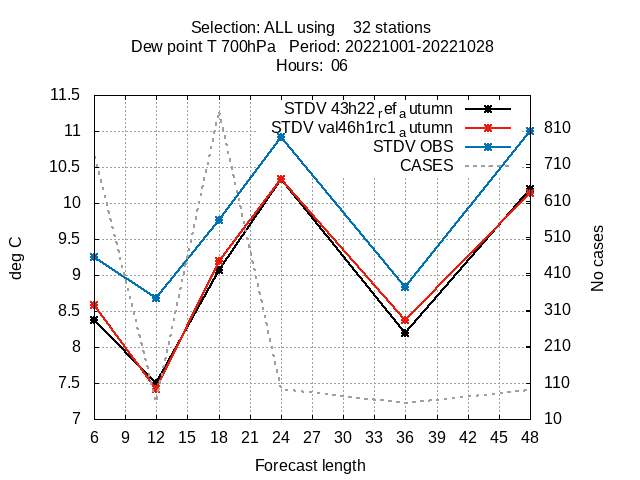 Selection: ALL using    32 stations
Dew point T 700hPa   Period: 20221001-20221028
Hours:  06
STDV 43h22refautumn
STDV val46h1rc1autumn
STDV OBS
CASES
deg C
11.5
11
10.5
10
9.5
9
8.5
8
7.5
7
810
710
610
510
410
310
210
110
10
No cases
6 9 12 15 18 21 24 27 30 33 36 39 42 45 48
Forecast length